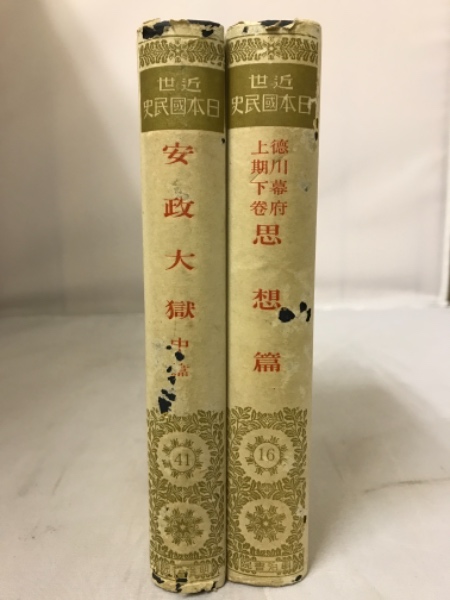 近世
日本國民史
安政大獄
中篇
41
近世
日本國民史
德川幕府
上期下卷
思想篇
16